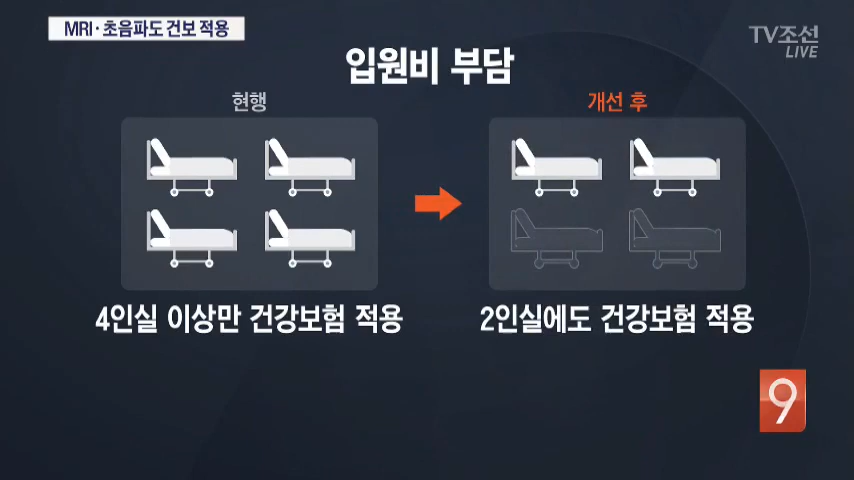 MRI·초음파도 건보 적용
TV조선
LIVE
입원비 부담
현행
개선 후
4인실 이상만 건강보험 적용
2인실에도 건강보험 적용
9